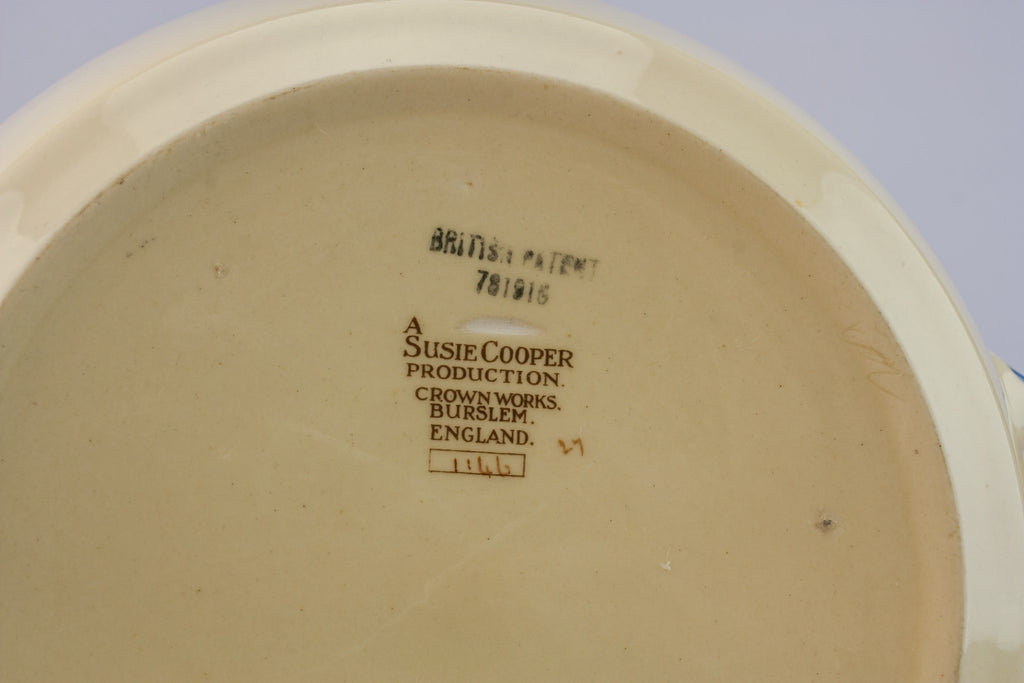 BRITISH PATENT
781916
A
SUSIE COOPER
PRODUCTION.
CROWN WORKS.
BURSLEM.
ENGLAND.
27
1146